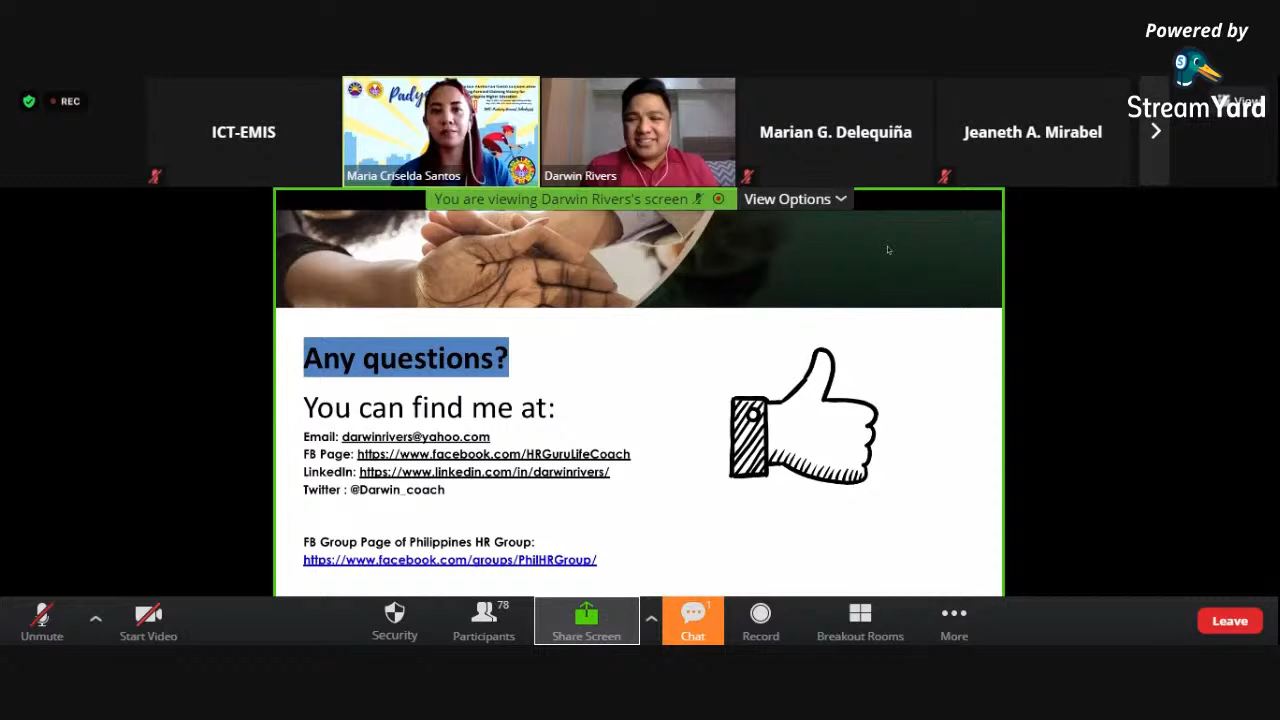 Powered by
StreamYard
REC
ICT-EMIS
Pady
Maria Criselda Santos
Darwin Rivers
Marian G. Delequiña
Jeaneth A. Mirabel
View
You are viewing Darwin Rivers's screen
View Options
Any questions?
You can find me at:
Email: darwinrivers@yahoo.com
FB Page: https://www.facebook.com/HRGuruLifeCoach
LinkedIn: https://www.linkedin.com/in/darwinrivers/
Twitter : @Darwin_coach
FB Group Page of Philippines HR Group:
https://www.facebook.com/groups/PhilHRGroup/
Unmute
Start Video
Security
Participants
78
Share Screen
Chat
1
Record
Breakout Rooms
More
Leave